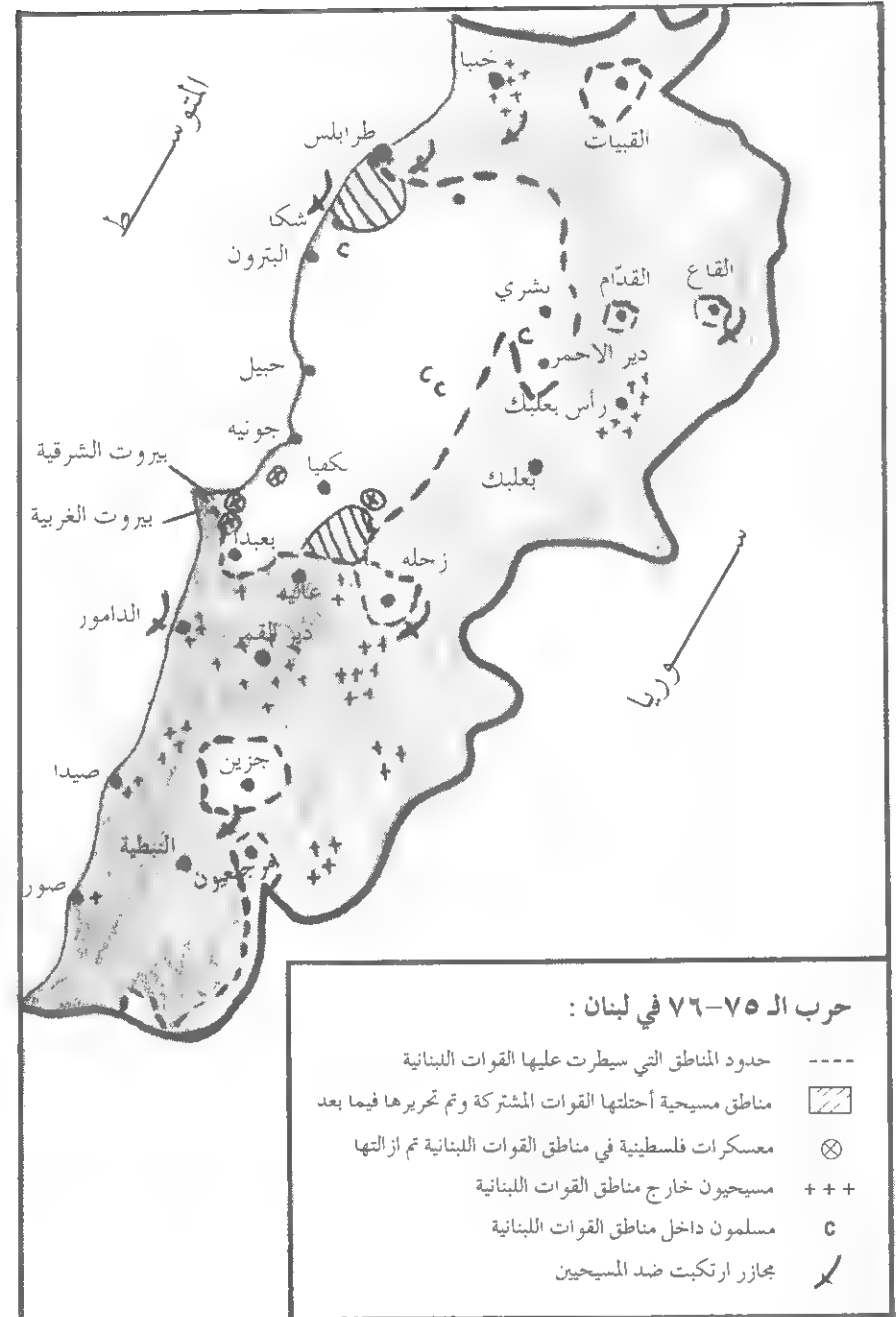 خببا
القبيات
المتوسط
طرابلس
شكا
البترون
بشري
القدّام
القاع
دير الاحمر
رأس بعلبك
حبيل
جونيه
بيروت الشرقية
بكفيا
بعلبك
بيروت الغربية
بعبدا
زحله
عاليه
الدامور
دير القمر
سوريا
جزين
صيدا
النبطية
مرجعيون
صور
حرب الـ ٧٥–٧٦ في لبنان :
حدود المناطق التي سيطرت عليها القوات اللبنانية
مناطق مسيحية أحتلتها القوات المشتركة وتم تحريرها فيما بعد
معسكرات فلسطينية في مناطق القوات اللبنانية تم ازالتها
مسيحيون خارج مناطق القوات اللبنانية
مسلمون داخل مناطق القوات اللبنانية
مجازر ارتكبت ضد المسيحيين